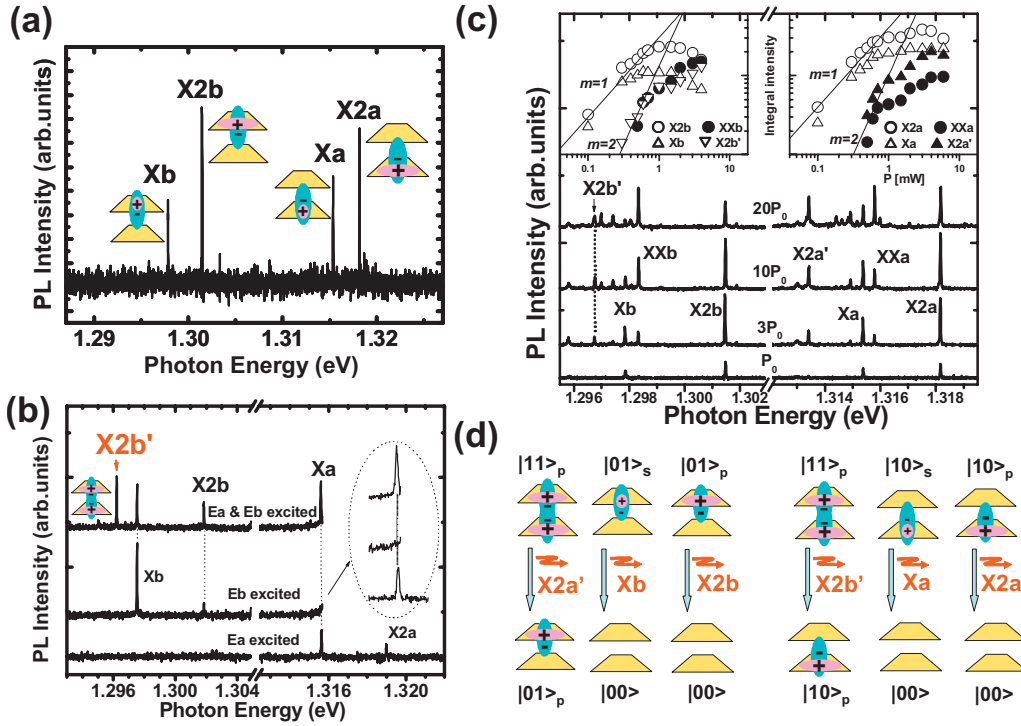 (a)
PL Intensity (arb.units)
X2b
X2a
Xb
Xa
+
-
+
-
+
-
-
+
1.29 1.30 1.31 1.32
Photon Energy (eV)
(b)
PL Intensity (arb.units)
X2b'
+
-
-
+
X2b
Xa
Ea & Eb excited
Xb
Eb excited
Ea excited
X2a
1.296 1.300 1.304 1.316 1.320
Photon Energy (eV)
(c)
PL Intensity (arb.units)
m=1
m=2
X2b XXb
Xb X2b'
0.1 1 10
Integral intensity
m=1
m=2
X2a XXa
Xa X2a'
0.1 1 10
P [mW]
X2b'
20P0
XXb
X2a'
10P0
XXa
Xb
X2b
Xa
3P0
X2a
P0
1.296 1.298 1.300 1.302 1.314 1.316 1.318
Photon Energy (eV)
(d)
|11>p |01>s |01>p |11>p |10>s |10>p
+ + + +
- - - - - -
- + - + -
+ + + +
X2a' Xb X2b X2b' Xa X2a
+
-
-
+
|01>p |00> |00> |10>p |00> |00>